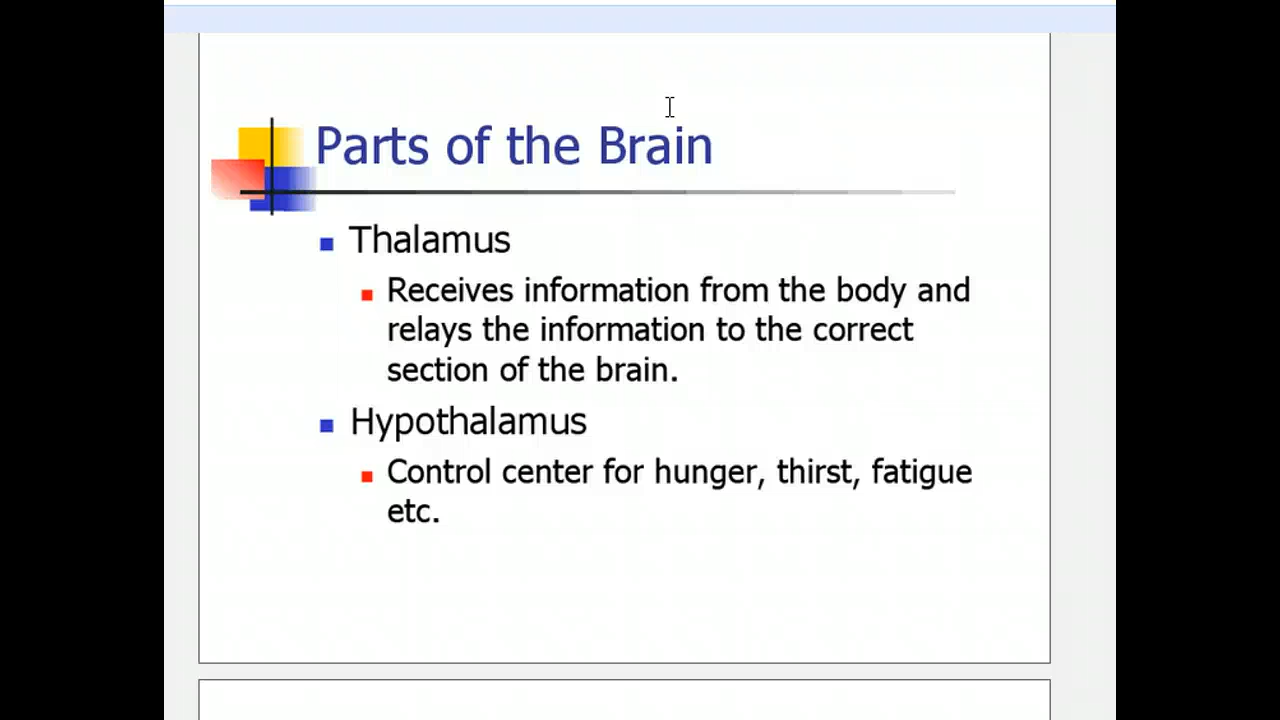 Parts of the Brain
Thalamus
Receives information from the body and
relays the information to the correct
section of the brain.
Hypothalamus
Control center for hunger, thirst, fatigue
etc.